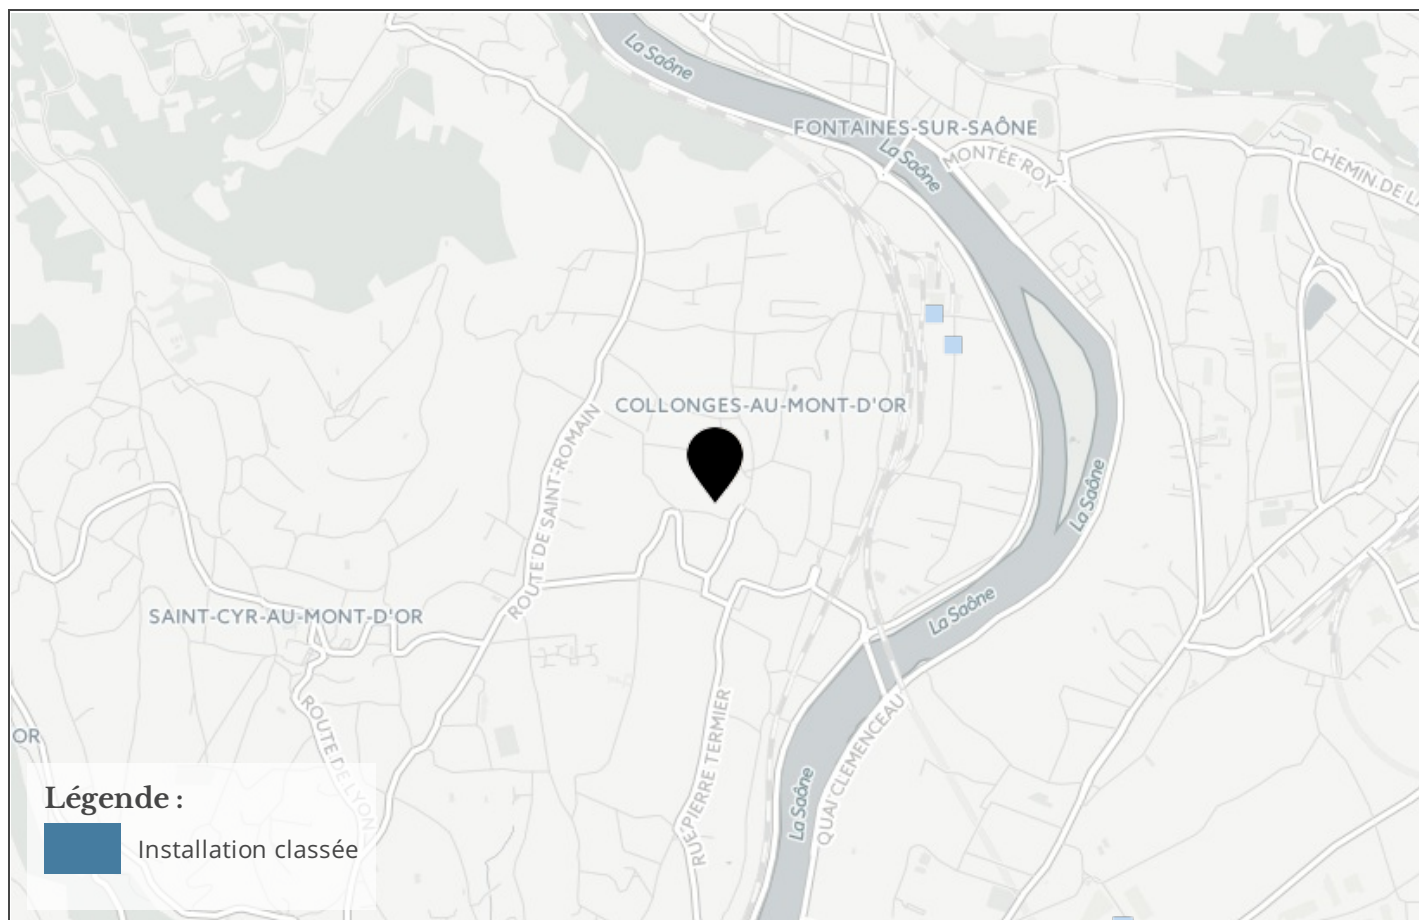 La Saône
FONTAINES-SUR-SAÔNE
La Saône
MONTÉE ROY
CHEMIN DE LA
COLLONGES-AU-MONT-D'OR
ROUTE DE SAINT-ROMAIN
La Saône
SAINT-CYR-AU-MONT-D'OR
La Saône
ROUTE DE LYON
OR
RUE PIERRE TERMIER
QUAI CLEMENCEAU
La Saône
Légende :
Installation classée